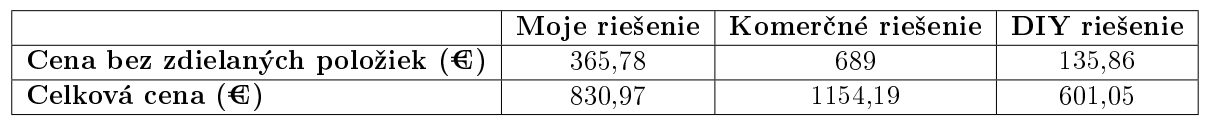 Moje riešenie Komerčné riešenie DIY riešenie
Cena bez zdielaných položiek (€) 365,78 689 135,86
Celková cena (€) 830,97 1154,19 601,05